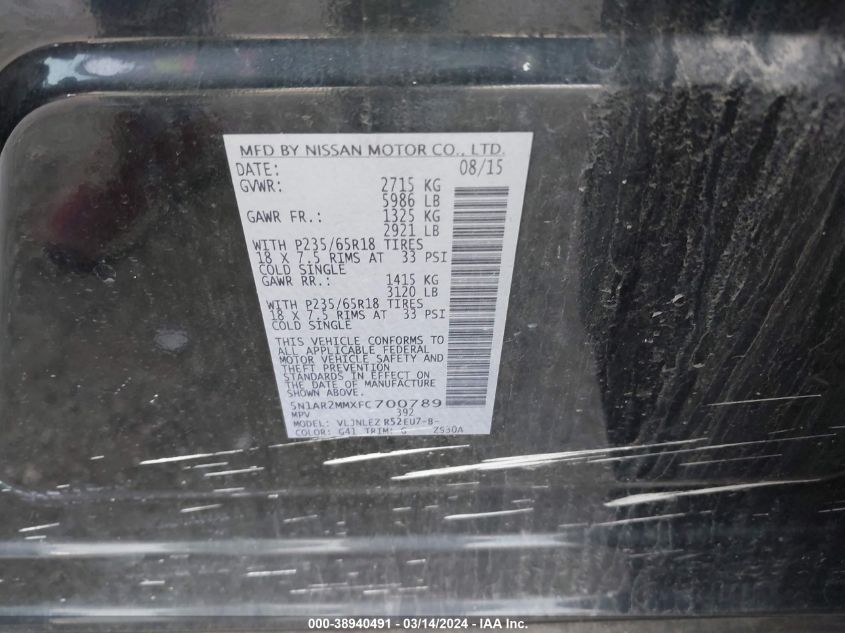 MFD BY NISSAN MOTOR CO., LTD.
DATE: 08/15
GVWR: 2715 KG
5986 LB
GAWR FR.: 1325 KG
2921 LB
WITH P235/65R18 TIRES
18 X 7.5 RIMS AT 33 PSI
COLD SINGLE
GAWR RR.: 1415 KG
3120 LB
WITH P235/65R18 TIRES
18 X 7.5 RIMS AT 33 PSI
COLD SINGLE
THIS VEHICLE CONFORMS TO
ALL APPLICABLE FEDERAL
MOTOR VEHICLE SAFETY AND
THEFT PREVENTION
STANDARDS IN EFFECT ON
THE DATE OF MANUFACTURE
SHOWN ABOVE.
5N1AR2MMXFC700789
MPV 392
MODEL: VLJNLEZ R52EU7-B-
COLOR: G41 TRIM: G ZS30A
000-38940491 - 03/14/2024 - IAA Inc.